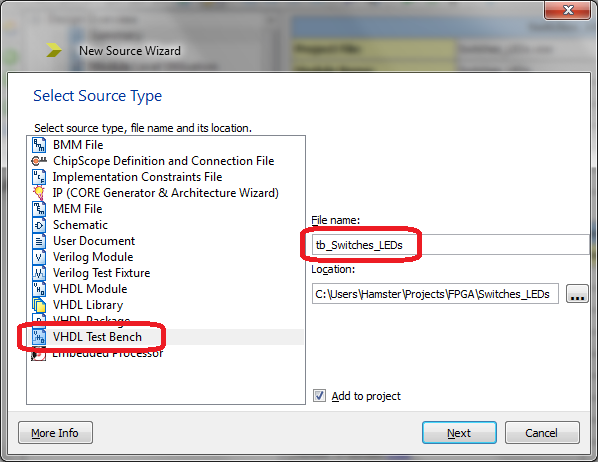 New Source Wizard
Select Source Type
Select source type, file name and its location.
BMM File
ChipScope Definition and Connection File
Implementation Constraints File
IP (CORE Generator & Architecture Wizard)
MEM File
Schematic
User Document
Verilog Module
Verilog Test Fixture
VHDL Module
VHDL Library
VHDL Package
VHDL Test Bench
Embedded Processor
File name:
tb_Switches_LEDs
Location:
C:\Users\Hamster\Projects\FPGA\Switches_LEDs
...
Add to project
More Info
Next
Cancel